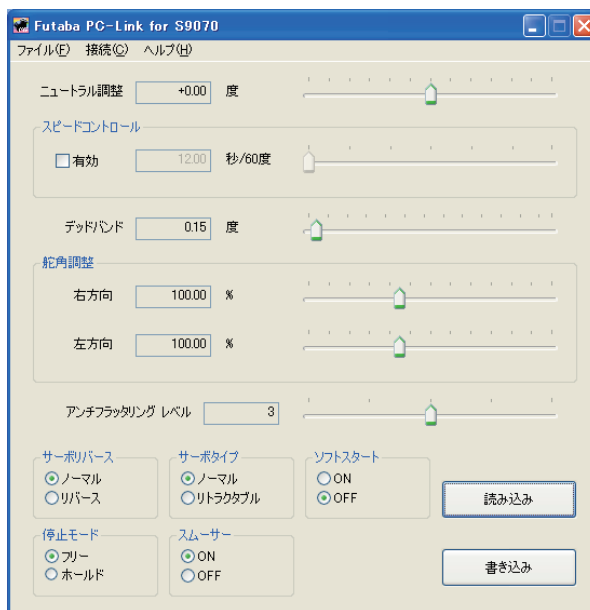 Futaba PC-Link for S9070
ファイル(F) 接続(C) ヘルプ(H)
ニュートラル調整 +0.00 度
スピードコントロール
有効 12.00 秒/60度
デッドバンド 0.15 度
舵角調整
右方向 100.00 %
左方向 100.00 %
アンチフラッタリング レベル 3
サーボリバース サーボタイプ ソフトスタート
ノーマル ノーマル ON
リバース リトラクタブル OFF
読み込み
停止モード スムーサー
フリー ON
ホールド OFF
書き込み